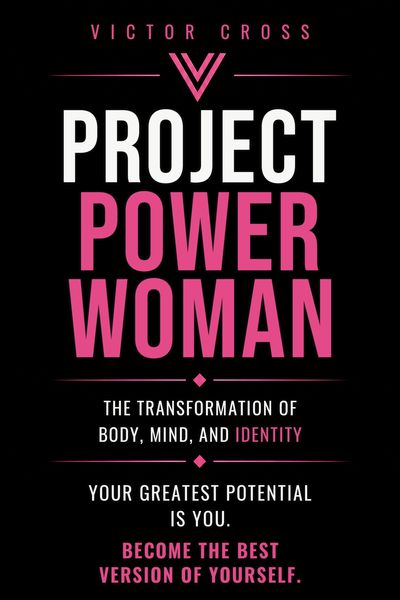 VICTOR CROSS
PROJECT
POWER
WOMAN
THE TRANSFORMATION OF
BODY, MIND, AND IDENTITY
YOUR GREATEST POTENTIAL
IS YOU.
BECOME THE BEST
VERSION OF YOURSELF.